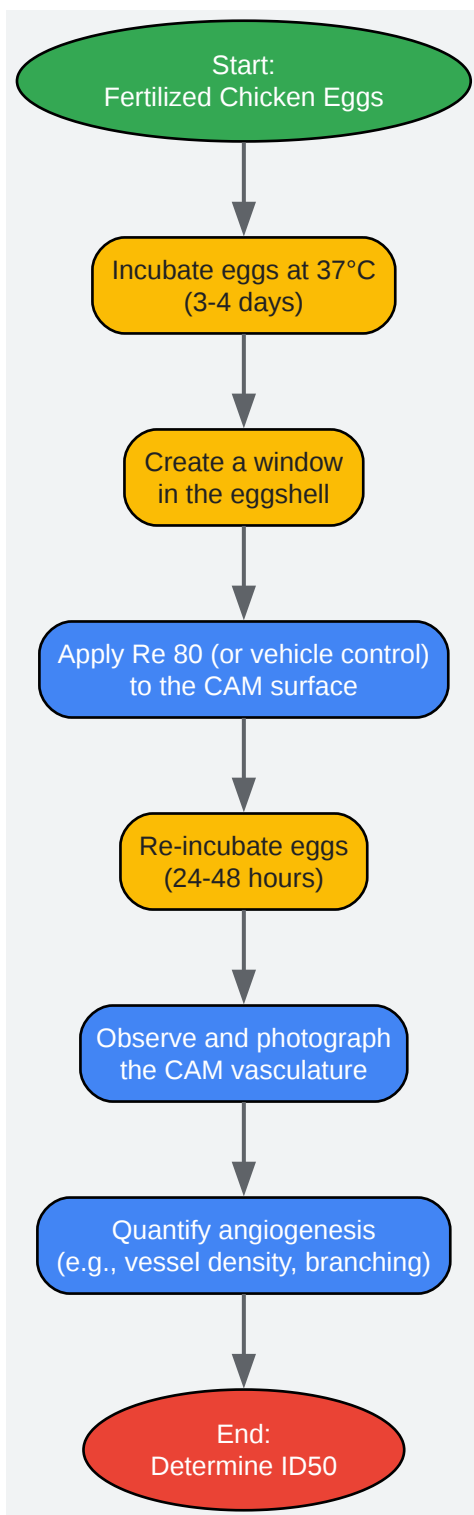 Start:
Fertilized Chicken Eggs
Incubate eggs at 37°C
(3-4 days)
Create a window
in the eggshell
Apply Re 80 (or vehicle control)
to the CAM surface
Re-incubate eggs
(24-48 hours)
Observe and photograph
the CAM vasculature
Quantify angiogenesis
(e.g., vessel density, branching)
End:
Determine ID50